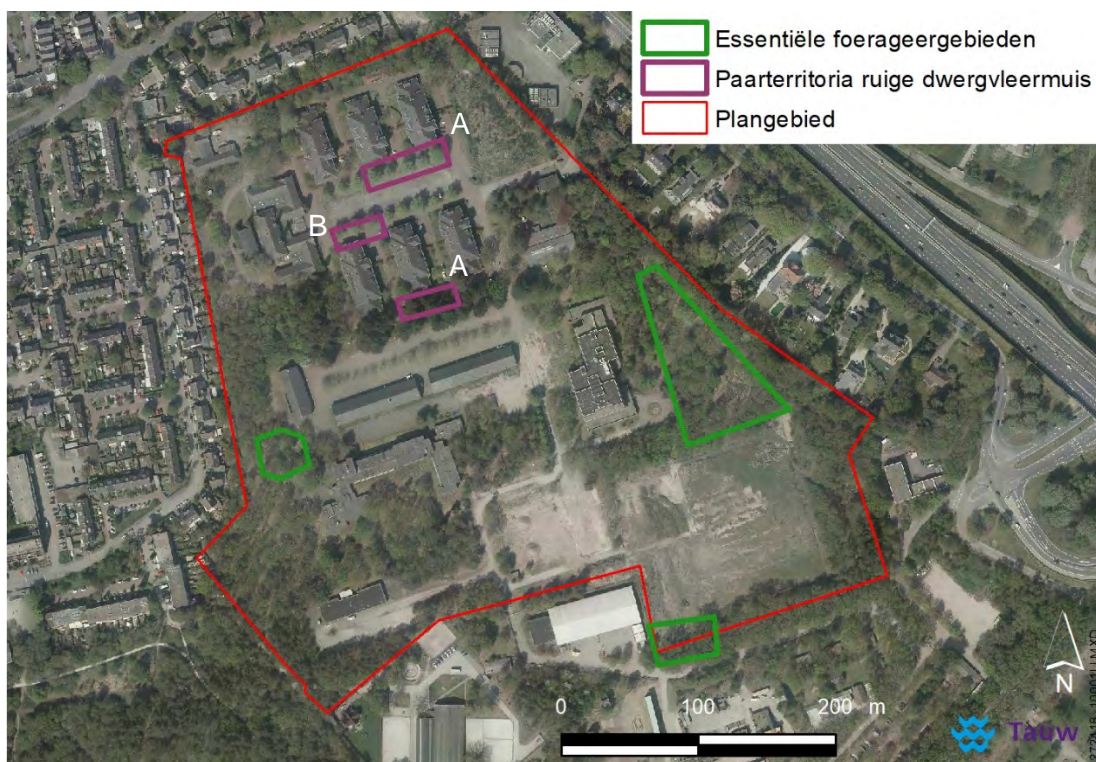 Essentiële foerageergebieden
Paarterritoria ruige dwergvleermuis
Plangebied
A
B
A
N
0 100 200 m
Tauw